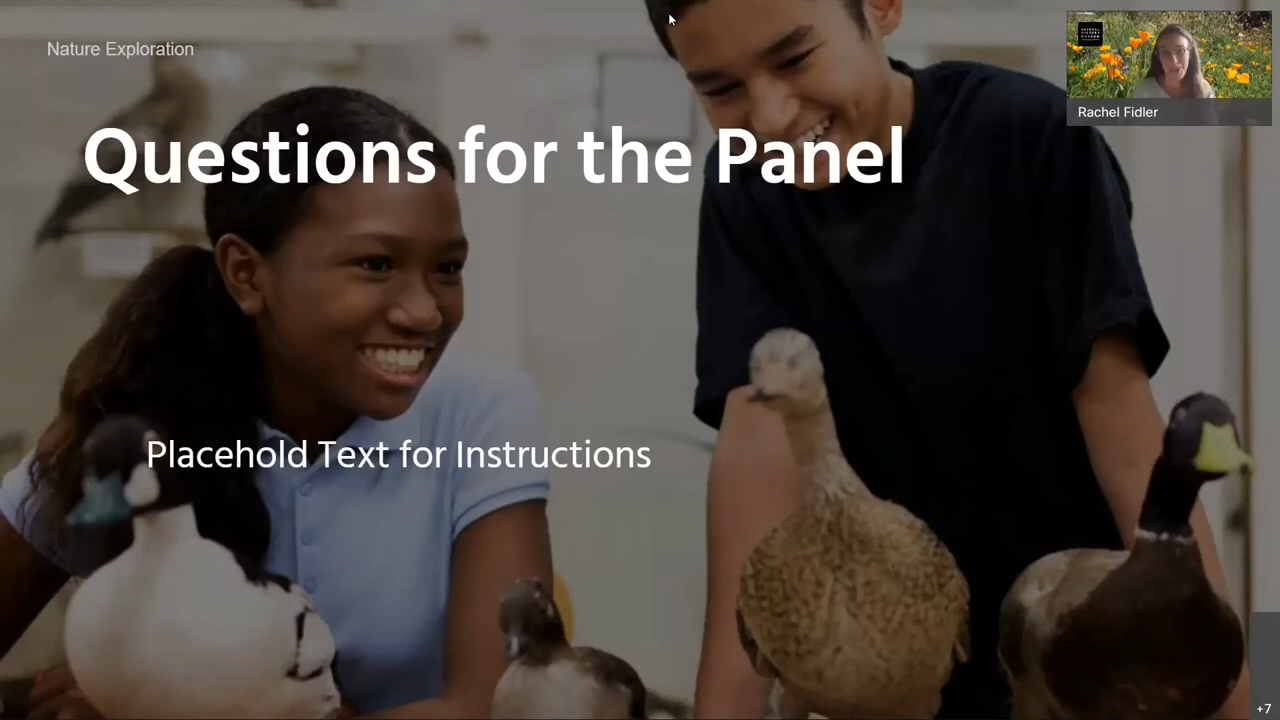 Nature Exploration
Questions for the Panel
Placehold Text for Instructions
Rachel Fidler
+7